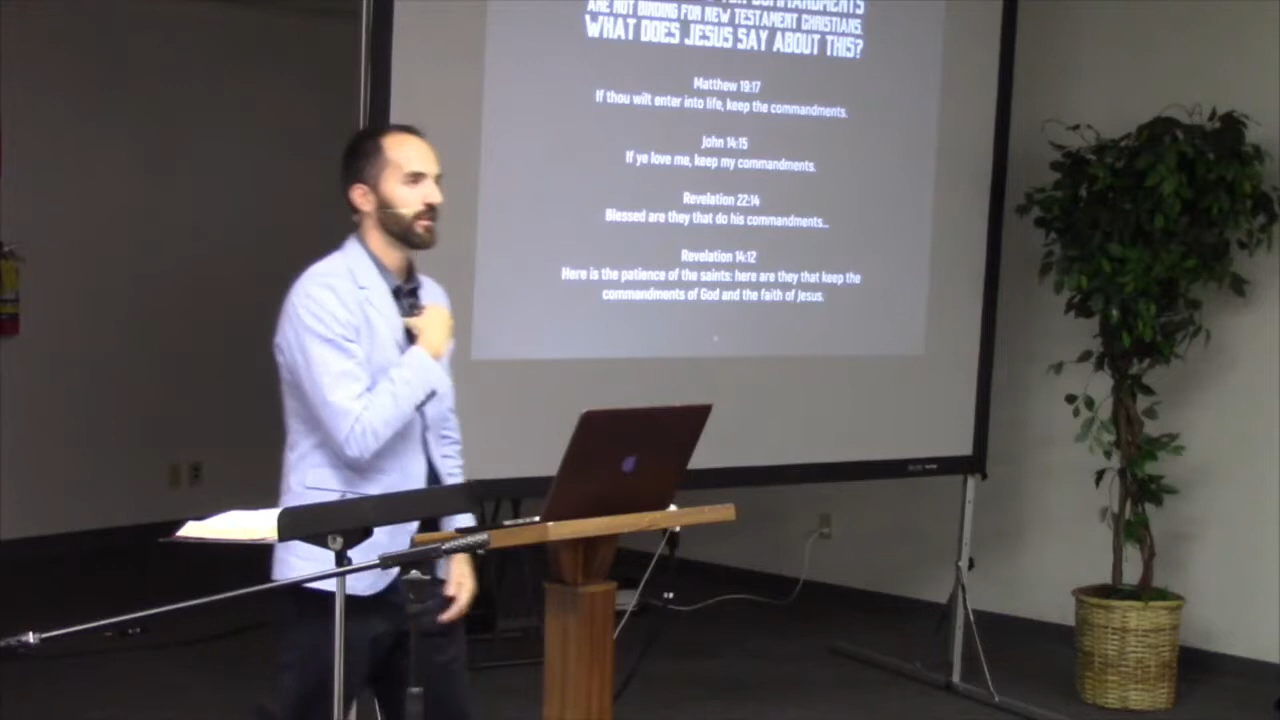 COMMANDMENTS
ARE NOT BINDING FOR NEW TESTAMENT CHRISTIANS.
WHAT DOES JESUS SAY ABOUT THIS?
Matthew 19:17
If thou wilt enter into life, keep the commandments.
John 14:15
If ye love me, keep my commandments.
Revelation 22:14
Blessed are they that do his commandments...
Revelation 14:12
Here is the patience of the saints: here are they that keep the
commandments of God and the faith of Jesus.